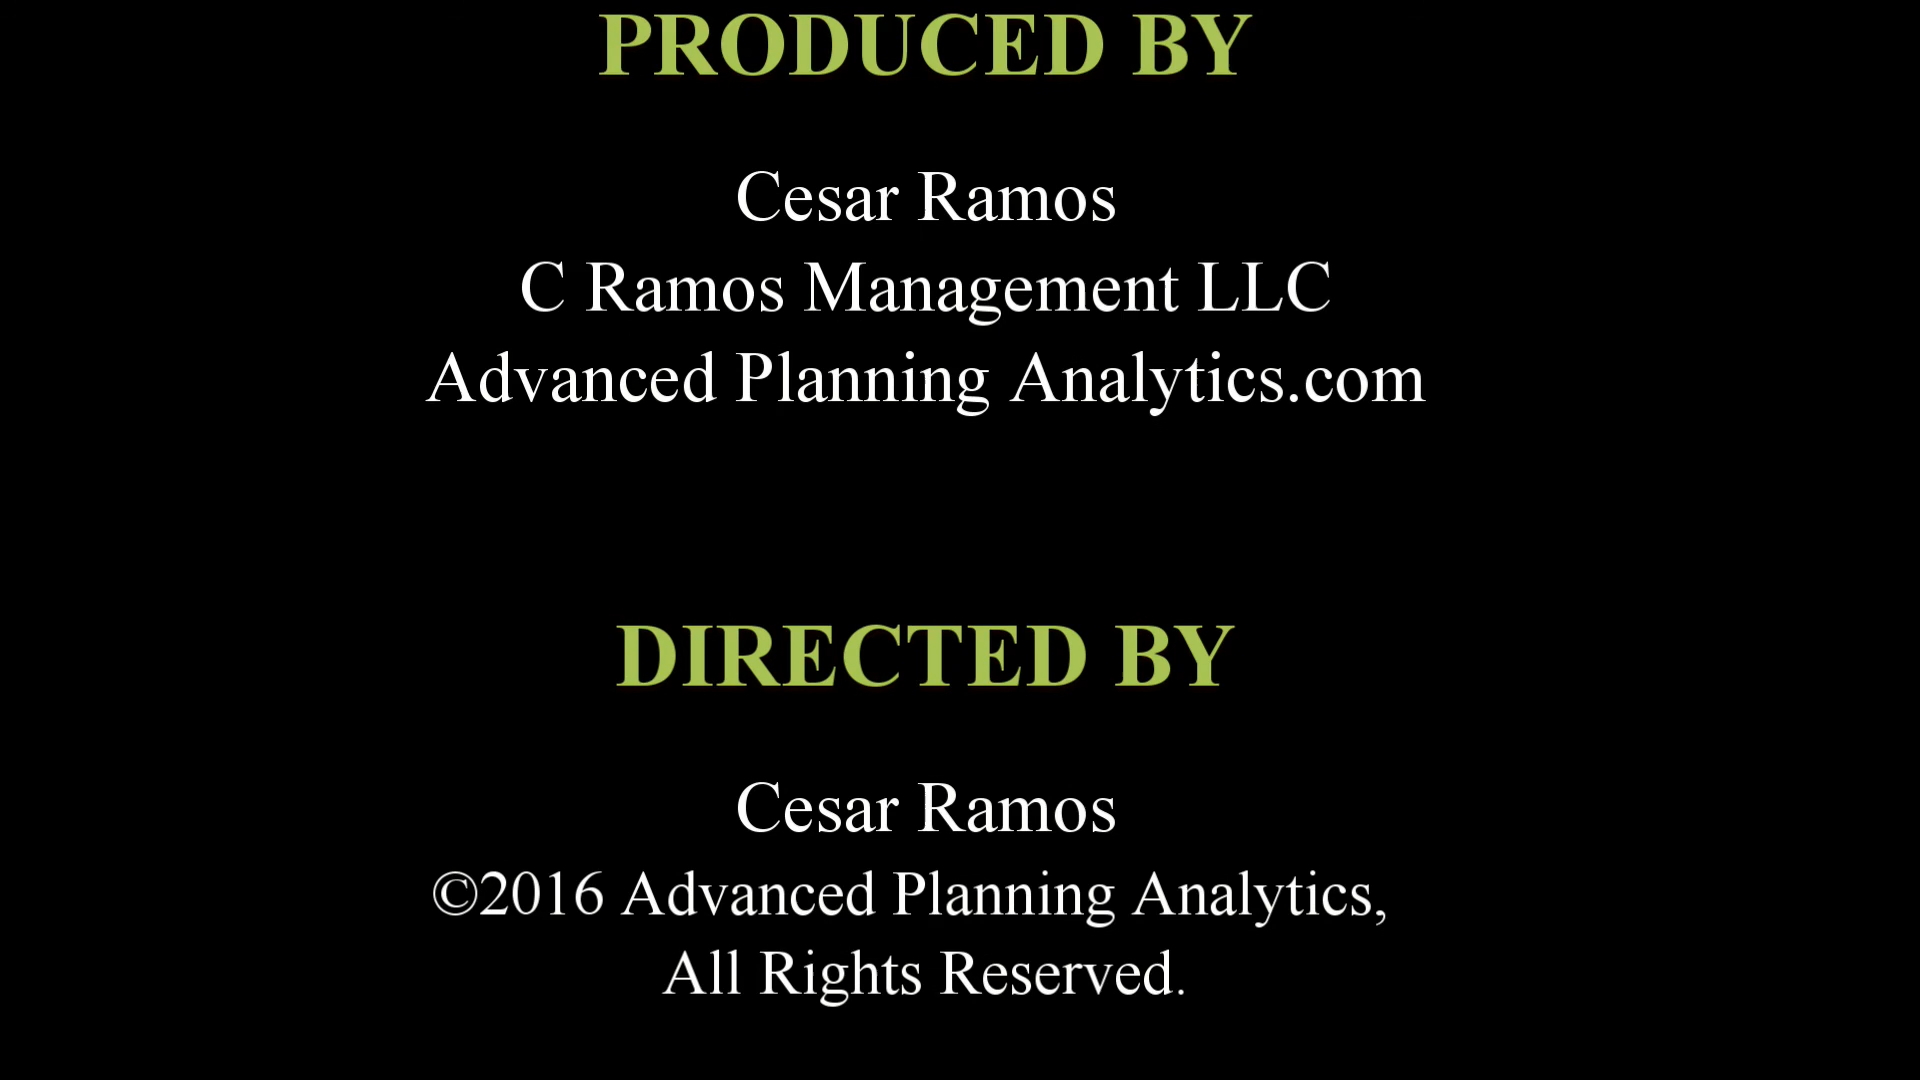 PRODUCED BY
Cesar Ramos
C Ramos Management LLC
Advanced Planning Analytics.com
DIRECTED BY
Cesar Ramos
©2016 Advanced Planning Analytics,
All Rights Reserved.